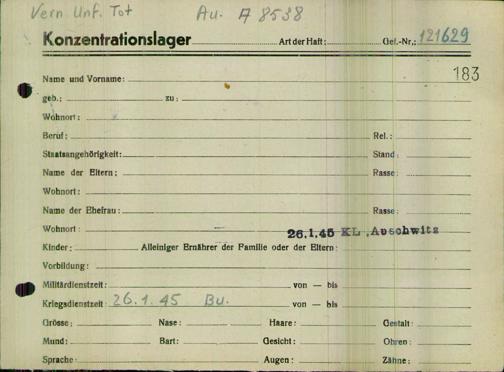 Vern Unf. Tot Au. A 8538
Konzentrationslager Art der Haft: Gef.-Nr.: 121629
183
Name und Vorname:
geb.: zu:
Wohnort:
Beruf: Rel.:
Staatsangehörigkeit: Stand:
Name der Eltern: Rasse:
Wohnort:
Name der Ehefrau: Rasse:
Wohnort: 26.1.45 KL. Auschwitz
Kinder: Alleiniger Ernährer der Familie oder der Eltern:
Vorbildung:
Militärdienstzeit: von — bis
Kriegsdienstzeit: 26.1.45 Bu. von — bis
Grösse: Nase: Haare: Gestalt:
Mund: Bart: Gesicht: Ohren:
Sprache: Augen: Zähne: